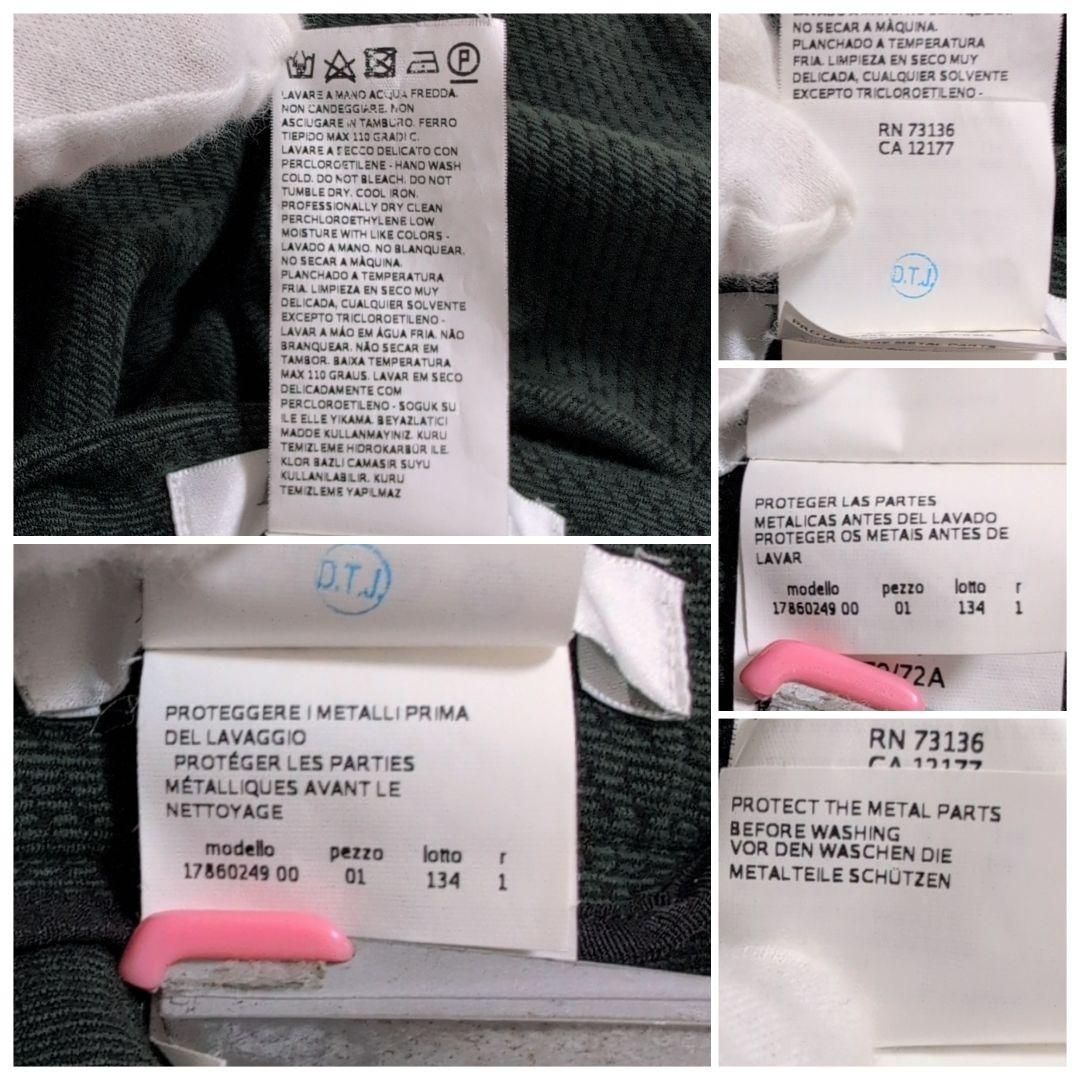 P
LAVARE A MANO ACQUA FREDDA.
NON CANDEGGIARE. NON
ASCIUGARE IN TAMBURO. FERRO
TIEPIDO MAX 110 GRADI C.
LAVARE A SECCO DELICATO CON
PERCLOROETILENE - HAND WASH
COLD. DO NOT BLEACH. DO NOT
TUMBLE DRY. COOL IRON.
PROFESSIONALLY DRY CLEAN
PERCHLOROETHYLENE LOW
MOISTURE WITH LIKE COLORS -
LAVADO A MANO. NO BLANQUEAR.
NO SECAR A MÀQUINA.
PLANCHADO A TEMPERATURA
FRIA. LIMPIEZA EN SECO MUY
DELICADA, CUALQUIER SOLVENTE
EXCEPTO TRICLOROETILENO -
LAVAR A MÁO EM ÁGUA FRIA. NÃO
BRANQUEAR. NÃO SECAR EM
TAMBOR. BAIXA TEMPERATURA
MAX 110 GRAUS. LAVAR EM SECO
DELICADAMENTE COM
PERCLOROETILENO - SOGUK SU
ILE ELLE YIKAMA. BEYAZLATICI
MADDE KULLANMAYINIZ. KURU
TEMIZLEME HIDROKARBÜR ILE.
KLOR BAZLI CAMASIR SUYU
KULLANILABILIR. KURU
TEMIZLEME YAPILMAZ
NO SECAR A MÀQUINA.
PLANCHADO A TEMPERATURA
FRIA. LIMPIEZA EN SECO MUY
DELICADA, CUALQUIER SOLVENTE
EXCEPTO TRICLOROETILENO -
RN 73136
CA 12177
D.T.J.
THE METAL PARTS
PROTEGER LAS PARTES
METALICAS ANTES DEL LAVADO
PROTEGER OS METAIS ANTES DE
LAVAR
modello pezzo lotto r
17860249 00 01 134 1
/72A
D.T.J.
PROTEGGERE I METALLI PRIMA
DEL LAVAGGIO
PROTÉGER LES PARTIES
MÉTALLIQUES AVANT LE
NETTOYAGE
modello pezzo lotto r
17860249 00 01 134 1
RN 73136
CA 12177
PROTECT THE METAL PARTS
BEFORE WASHING
VOR DEN WASCHEN DIE
METALTEILE SCHÜTZEN